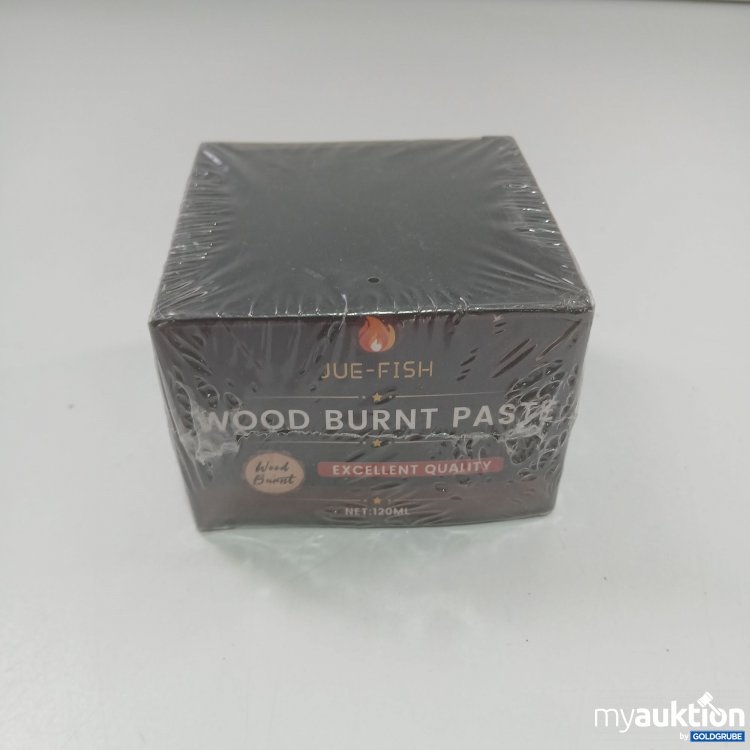 JUE-FISH
WOOD BURNT PASTE
Wood
Burnt
EXCELLENT QUALITY
NET:120ML
myauktion
by GOLDGRUBE